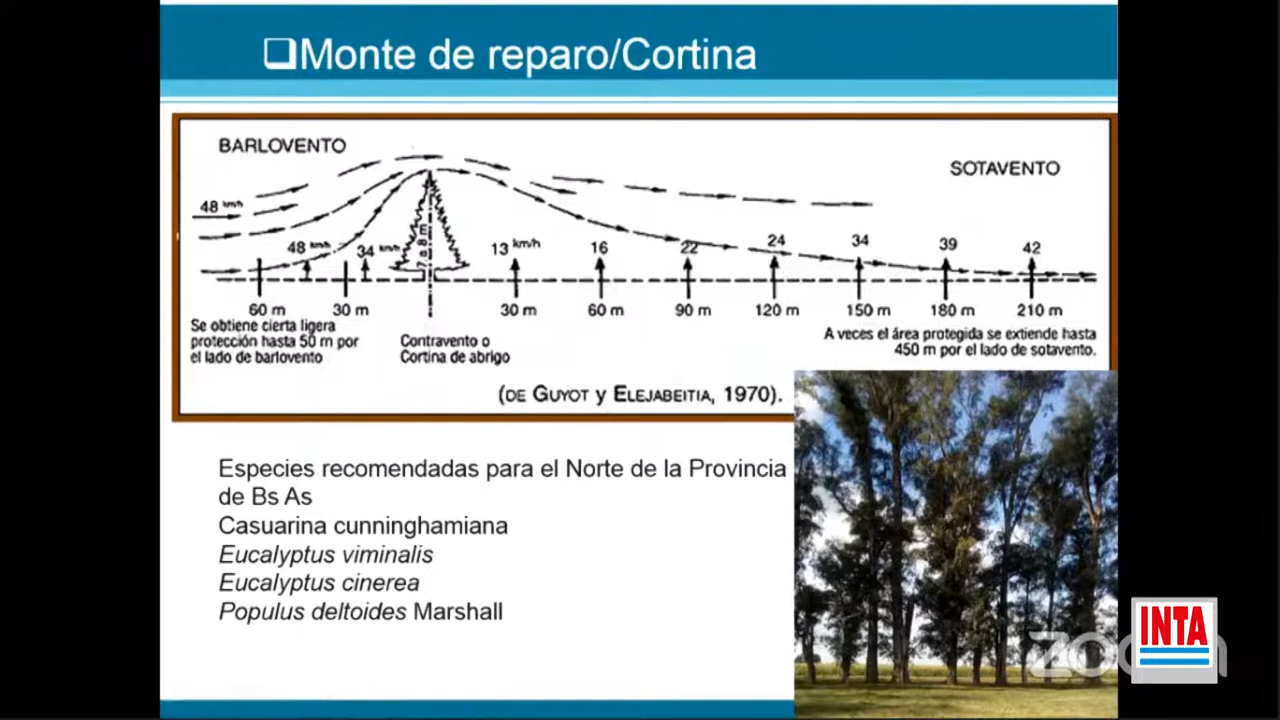 ❑Monte de reparo/Cortina
BARLOVENTO
SOTAVENTO
48 km/h
48 km/h
34 km/h
7 a 8 m
13 km/h
16
22
24
34
39
42
60 m
30 m
30 m
60 m
90 m
120 m
150 m
180 m
210 m
Se obtiene cierta ligera
protección hasta 50 m por
el lado de barlovento
Contravento o
Cortina de abrigo
A veces el área protegida se extiende hasta
450 m por el lado de sotavento.
(DE GUYOT y ELEJABEITIA, 1970).
Especies recomendadas para el Norte de la Provincia
de Bs As
Casuarina cunninghamiana
Eucalyptus viminalis
Eucalyptus cinerea
Populus deltoides Marshall
zoom
INTA